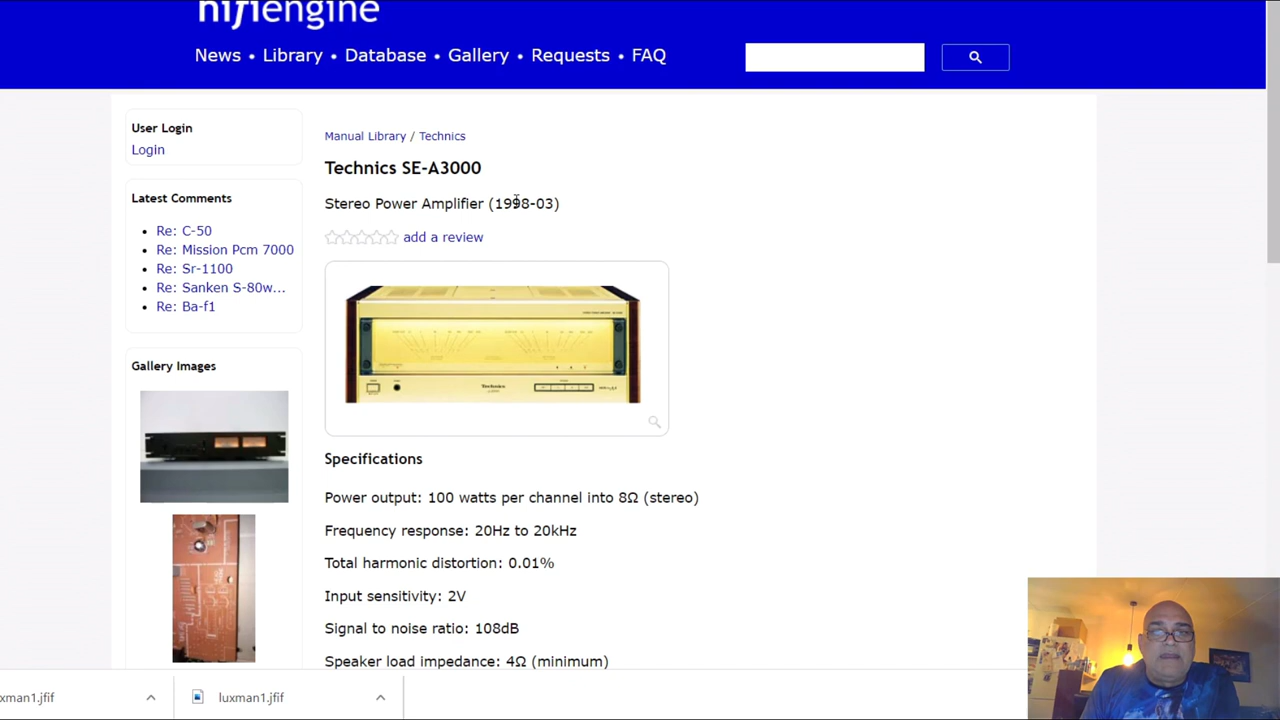 hifiengine
News • Library • Database • Gallery • Requests • FAQ
User Login
Login
Latest Comments
Re: C-50
Re: Mission Pcm 7000
Re: Sr-1100
Re: Sanken S-80w...
Re: Ba-f1
Gallery Images
Manual Library / Technics
Technics SE-A3000
Stereo Power Amplifier (1998-03)
add a review
Technics
Specifications
Power output: 100 watts per channel into 8Ω (stereo)
Frequency response: 20Hz to 20kHz
Total harmonic distortion: 0.01%
Input sensitivity: 2V
Signal to noise ratio: 108dB
Speaker load impedance: 4Ω (minimum)
xman1.jfif
luxman1.jfif